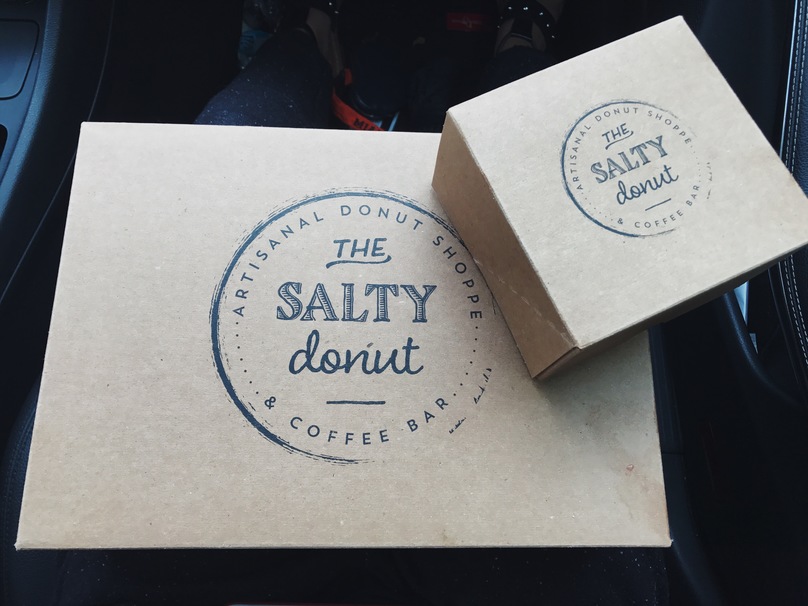 ARTISANAL DONUT SHOPPE
THE
SALTY
donut
& COFFEE BAR
ARTISANAL DONUT SHOPPE
THE
SALTY
donut
& COFFEE BAR